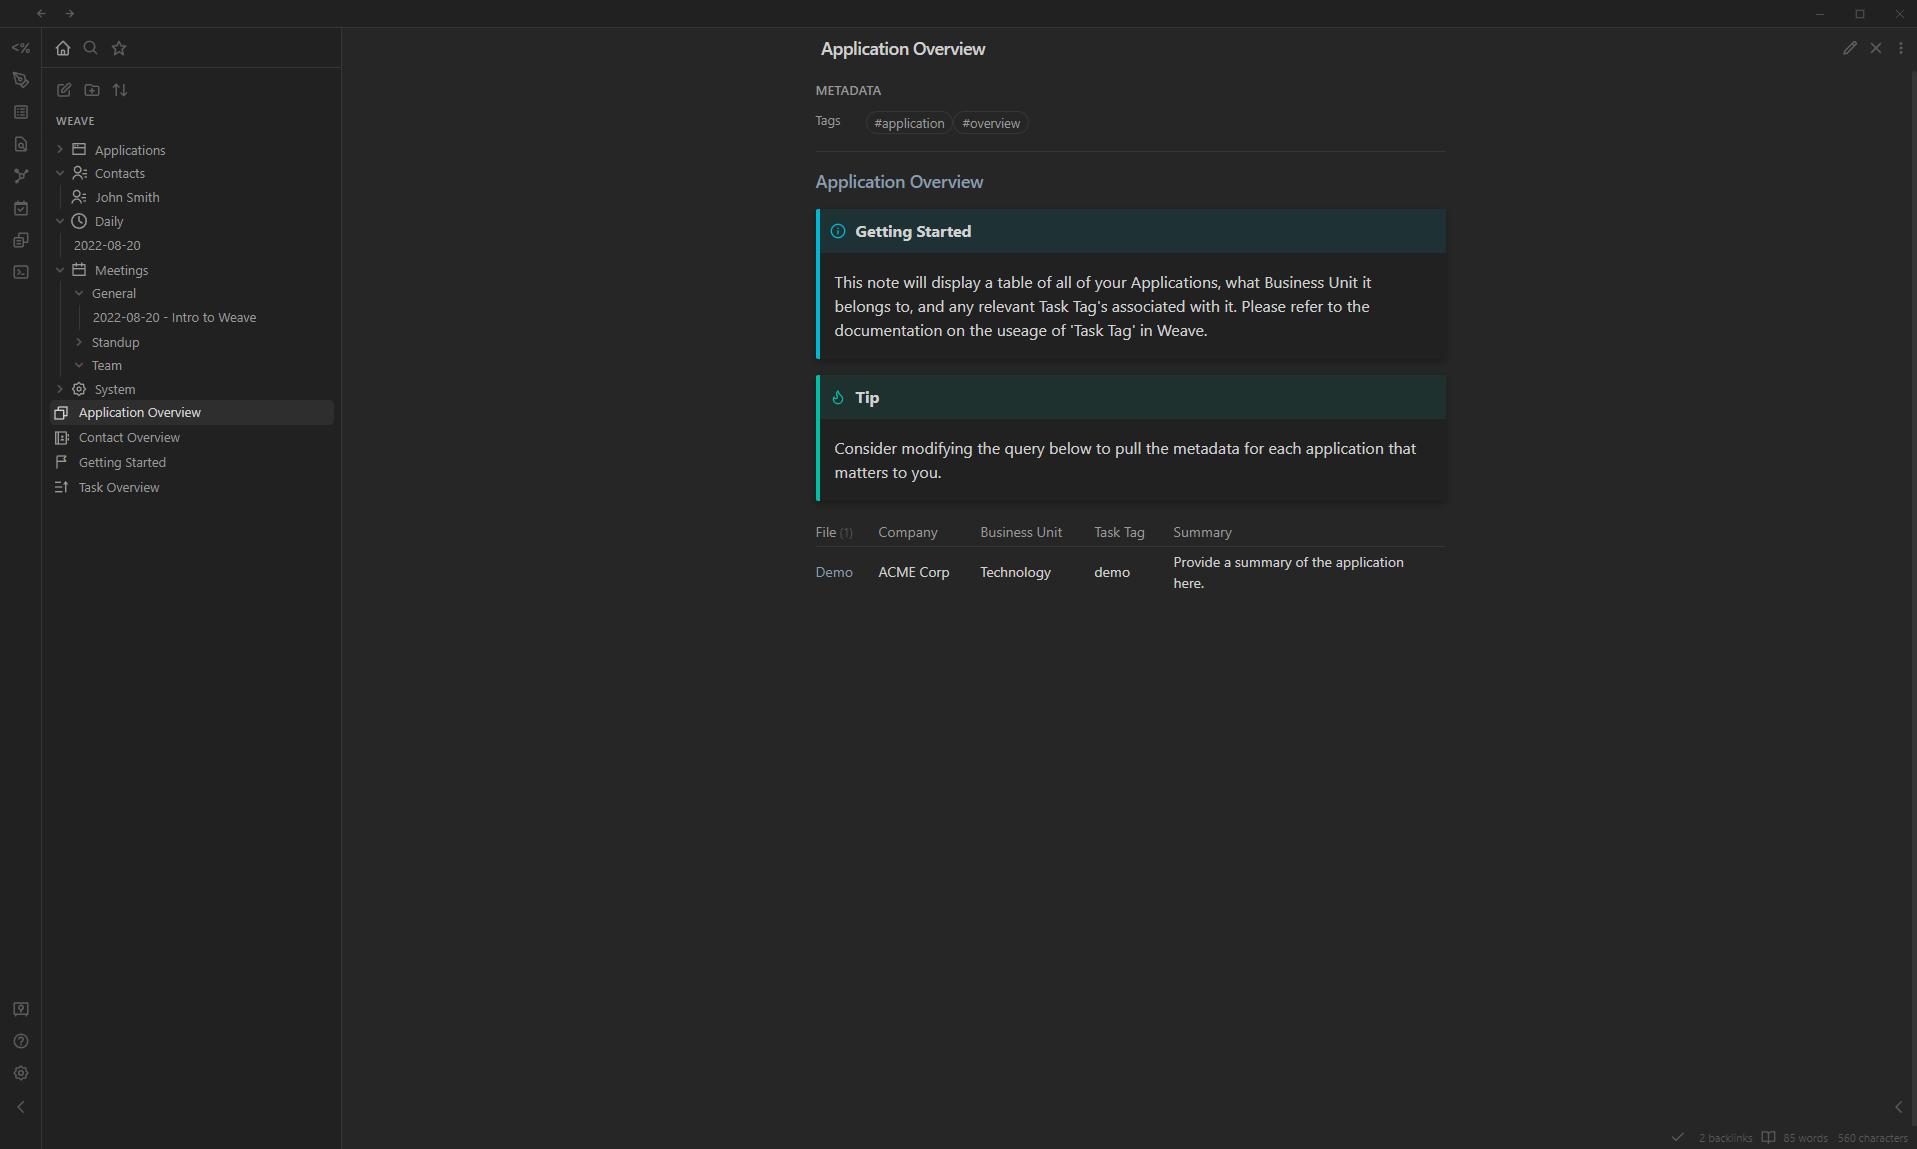 <%
WEAVE
Applications
Contacts
John Smith
Daily
2022-08-20
Meetings
General
2022-08-20 - Intro to Weave
Standup
Team
System
Application Overview
Contact Overview
Getting Started
Task Overview
Application Overview
METADATA
Tags #application #overview
Application Overview
Getting Started
This note will display a table of all of your Applications, what Business Unit it
belongs to, and any relevant Task Tag's associated with it. Please refer to the
documentation on the useage of 'Task Tag' in Weave.
Tip
Consider modifying the query below to pull the metadata for each application that
matters to you.
File (1) Company Business Unit Task Tag Summary
Demo ACME Corp Technology demo Provide a summary of the application
here.
2 backlinks 85 words 560 characters